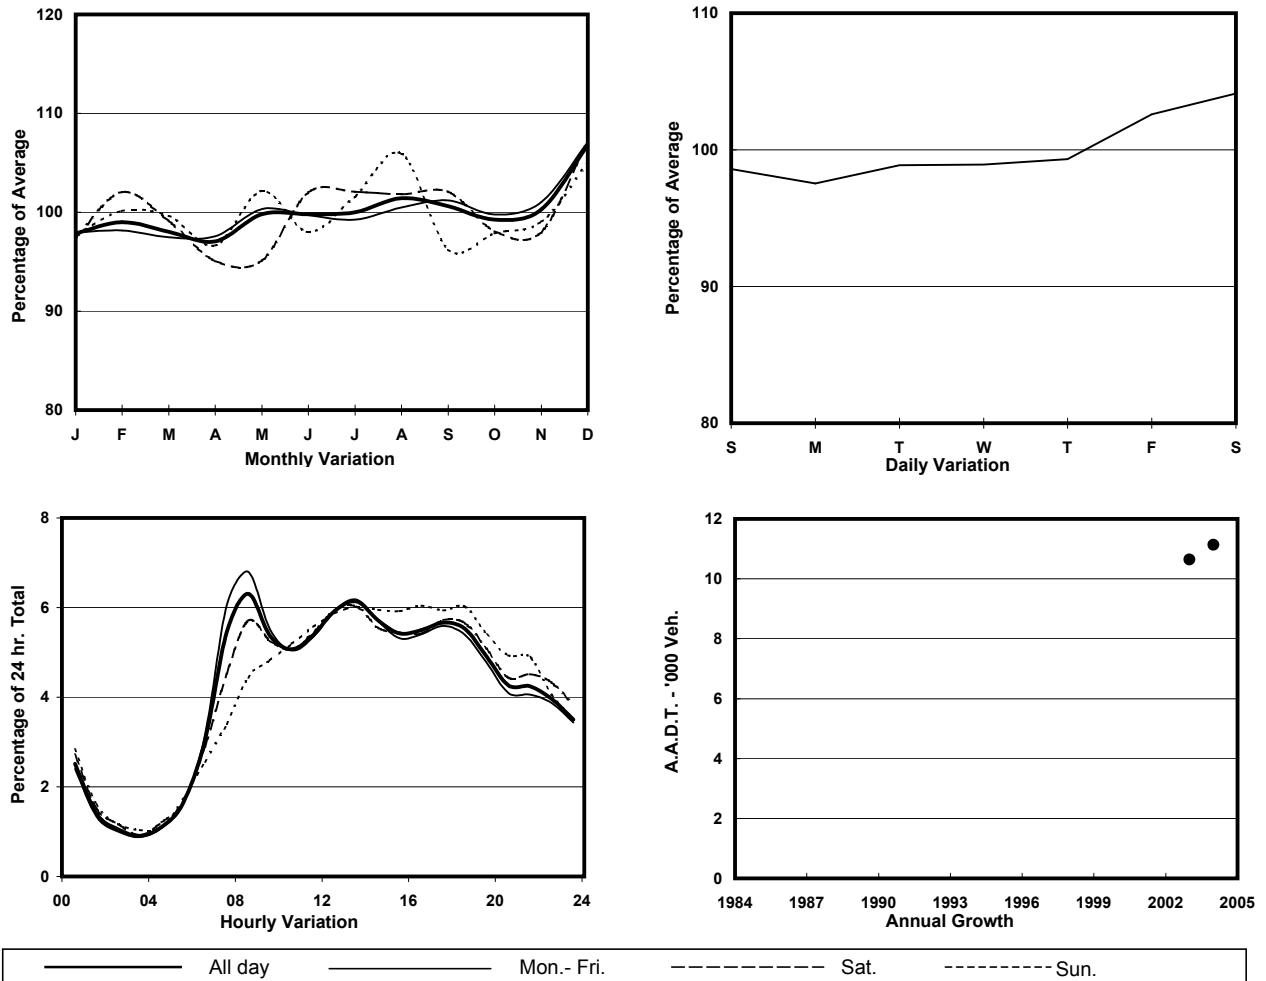 120
110
100
90
80
Percentage of Average
J F M A M J J A S O N D
Monthly Variation
110
100
90
80
Percentage of Average
S M T W T F S
Daily Variation
8
6
4
2
0
Percentage of 24 hr. Total
00 04 08 12 16 20 24
Hourly Variation
12
10
8
6
4
2
0
A.A.D.T. - '000 Veh.
1984 1987 1990 1993 1996 1999 2002 2005
Annual Growth
All day Mon.- Fri. Sat. Sun.